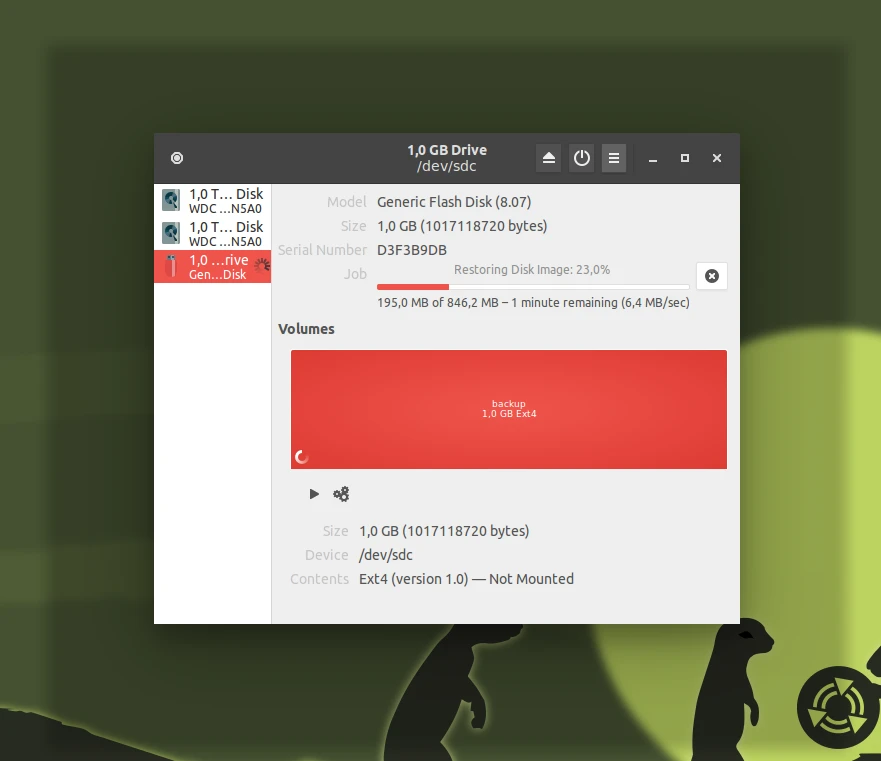 1,0 GB Drive
/dev/sdc
1,0 T… Disk
WDC …N5A0
1,0 T… Disk
WDC …N5A0
1,0 …rive
Gen…Disk
Model Generic Flash Disk (8.07)
Size 1,0 GB (1017118720 bytes)
Serial Number D3F3B9DB
Job Restoring Disk Image: 23,0%
195,0 MB of 846,2 MB – 1 minute remaining (6,4 MB/sec)
Volumes
backup
1,0 GB Ext4
Size 1,0 GB (1017118720 bytes)
Device /dev/sdc
Contents Ext4 (version 1.0) — Not Mounted